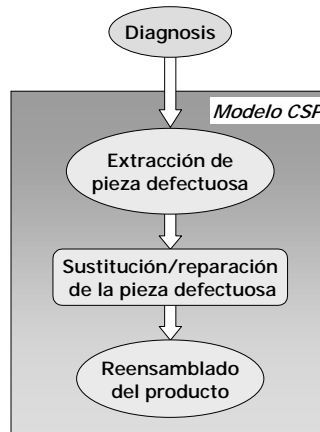 Diagnosis
Modelo CSP
Extracción de
pieza defectuosa
Sustitución/reparación
de la pieza defectuosa
Reensamblado
del producto